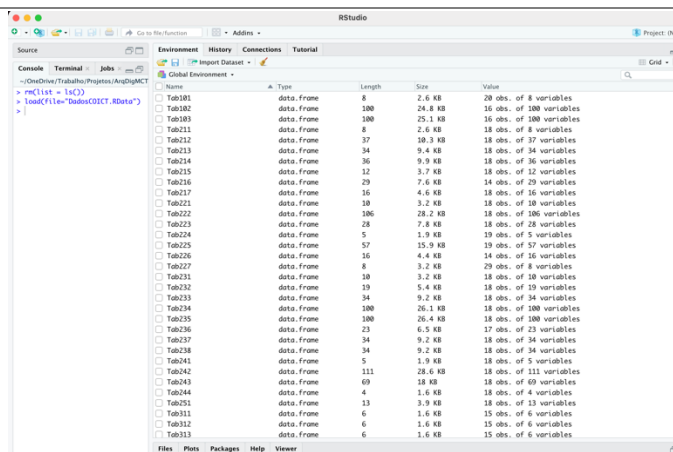 RStudio
Go to file/function
Addins
Project: (N
Source
Console Terminal Jobs
~/OneDrive/Trabalho/Projetos/ArqDigMCT
> rm(list = ls())
> load(file="DadosCOICT.RData")
>
Environment History Connections Tutorial
Import Dataset
Grid
Global Environment
Name Type Length Size Value
Tab101 data.frame 8 2.6 KB 20 obs. of 8 variables
Tab102 data.frame 100 24.8 KB 16 obs. of 100 variables
Tab103 data.frame 100 25.1 KB 16 obs. of 100 variables
Tab211 data.frame 8 2.6 KB 18 obs. of 8 variables
Tab212 data.frame 37 10.3 KB 18 obs. of 37 variables
Tab213 data.frame 34 9.4 KB 18 obs. of 34 variables
Tab214 data.frame 36 9.9 KB 18 obs. of 36 variables
Tab215 data.frame 12 3.7 KB 18 obs. of 12 variables
Tab216 data.frame 29 7.6 KB 14 obs. of 29 variables
Tab217 data.frame 16 4.6 KB 18 obs. of 16 variables
Tab221 data.frame 10 3.2 KB 18 obs. of 10 variables
Tab222 data.frame 106 28.2 KB 18 obs. of 106 variables
Tab223 data.frame 28 7.8 KB 18 obs. of 28 variables
Tab224 data.frame 5 1.9 KB 19 obs. of 5 variables
Tab225 data.frame 57 15.9 KB 19 obs. of 57 variables
Tab226 data.frame 16 4.4 KB 14 obs. of 16 variables
Tab227 data.frame 8 3.2 KB 29 obs. of 8 variables
Tab231 data.frame 10 3.2 KB 18 obs. of 10 variables
Tab232 data.frame 19 5.4 KB 18 obs. of 19 variables
Tab233 data.frame 34 9.2 KB 18 obs. of 34 variables
Tab234 data.frame 100 26.1 KB 18 obs. of 100 variables
Tab235 data.frame 100 26.4 KB 18 obs. of 100 variables
Tab236 data.frame 23 6.5 KB 17 obs. of 23 variables
Tab237 data.frame 34 9.2 KB 18 obs. of 34 variables
Tab238 data.frame 34 9.2 KB 18 obs. of 34 variables
Tab241 data.frame 5 1.9 KB 18 obs. of 5 variables
Tab242 data.frame 111 28.6 KB 18 obs. of 111 variables
Tab243 data.frame 69 18 KB 18 obs. of 69 variables
Tab244 data.frame 4 1.6 KB 18 obs. of 4 variables
Tab251 data.frame 13 3.9 KB 18 obs. of 13 variables
Tab311 data.frame 6 1.6 KB 15 obs. of 6 variables
Tab312 data.frame 6 1.6 KB 15 obs. of 6 variables
Tab313 data.frame 6 1.6 KB 15 obs. of 6 variables
Files Plots Packages Help Viewer